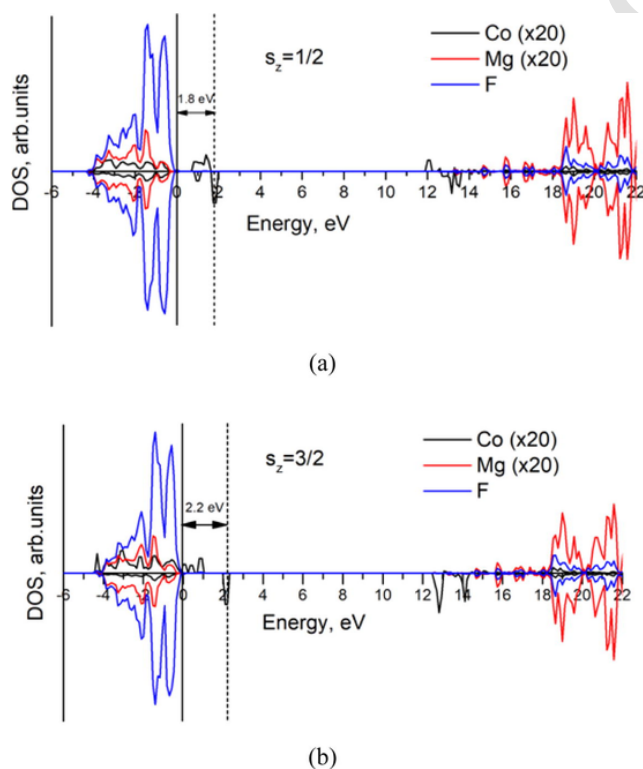 Co (x20)
s_z=1/2
Mg (x20)
F
1.8 eV
DOS, arb.units
-6 -4 -2 0 2 4 6 8 10 12 14 16 18 20 22
Energy, eV
(a)
Co (x20)
s_z=3/2
Mg (x20)
F
2.2 eV
DOS, arb.units
-6 -4 -2 0 2 4 6 8 10 12 14 16 18 20 22
Energy, eV
(b)